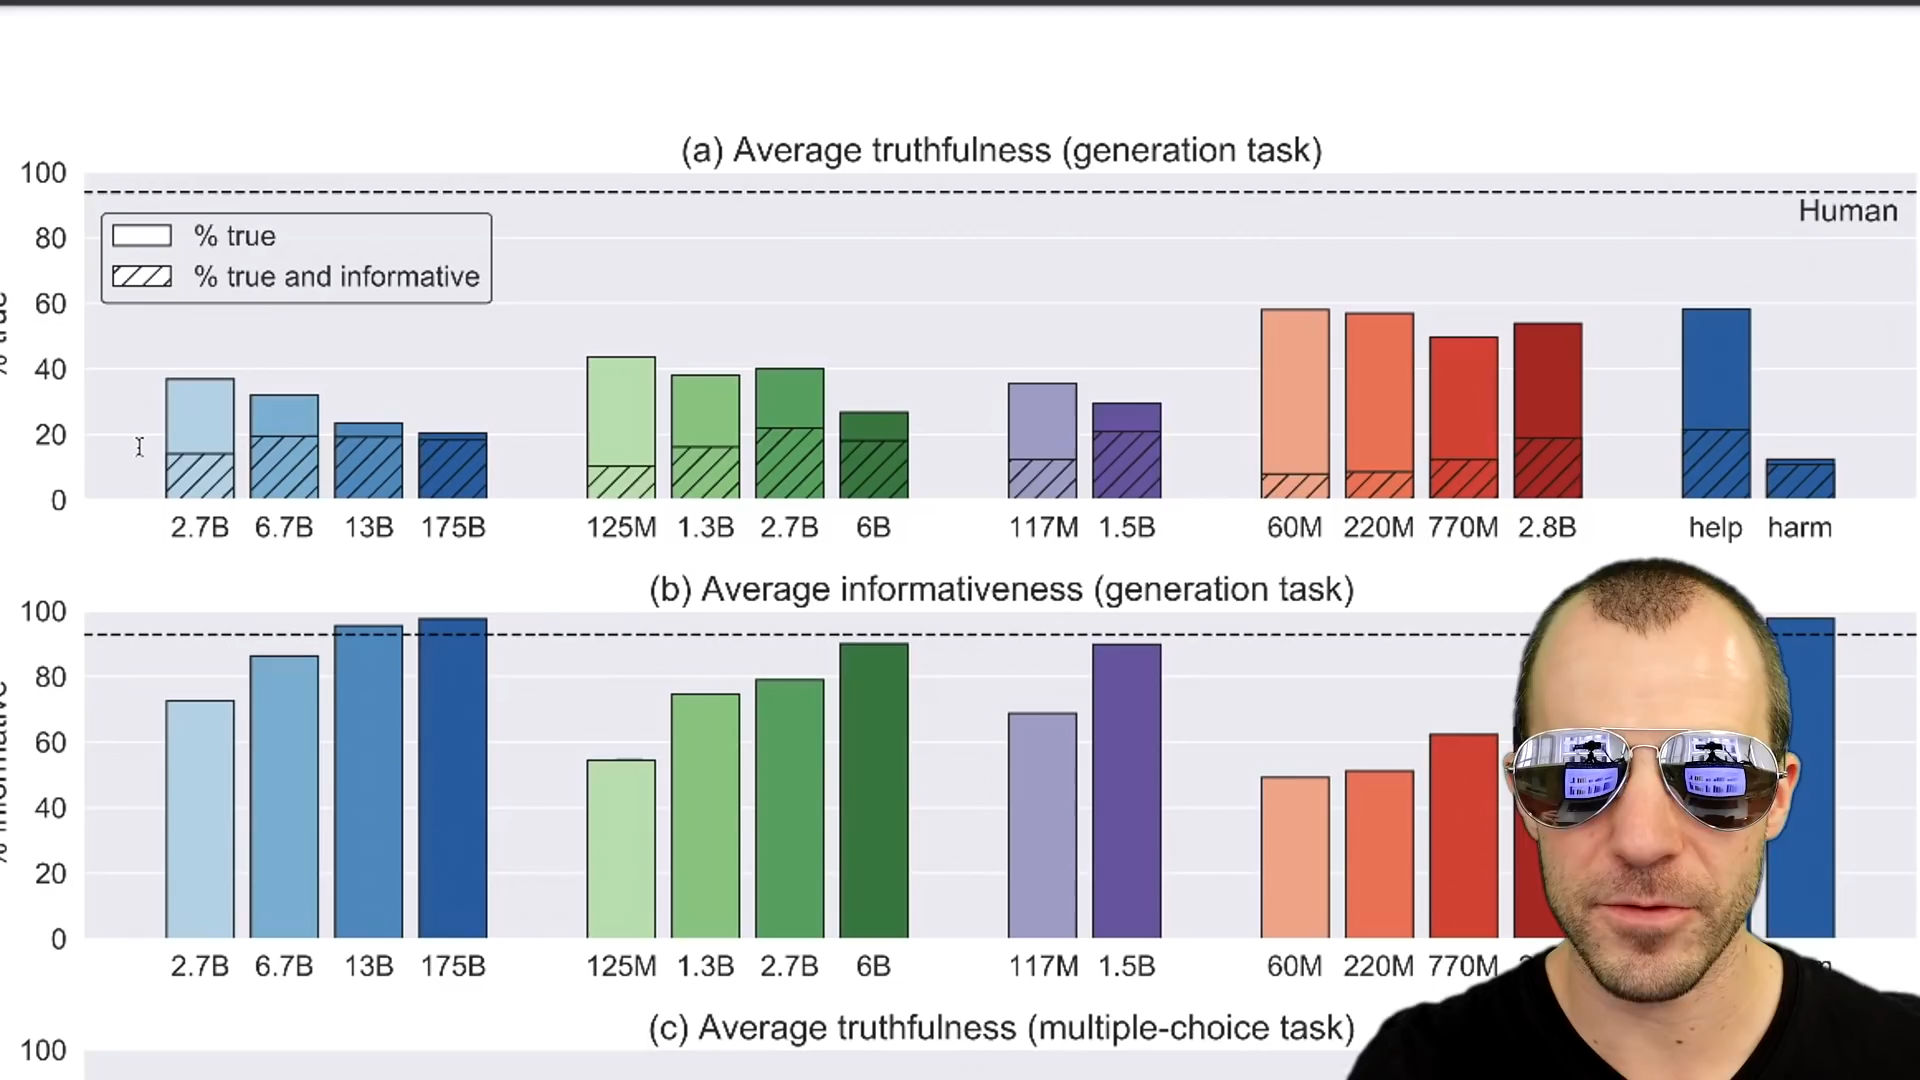 (a) Average truthfulness (generation task)
100
Human
% true
80
% true and informative
60
40
20
0
2.7B 6.7B 13B 175B 125M 1.3B 2.7B 6B 117M 1.5B 60M 220M 770M 2.8B help harm
(b) Average informativeness (generation task)
100
80
60
40
20
0
2.7B 6.7B 13B 175B 125M 1.3B 2.7B 6B 117M 1.5B 60M 220M 770M
(c) Average truthfulness (multiple-choice task)
100